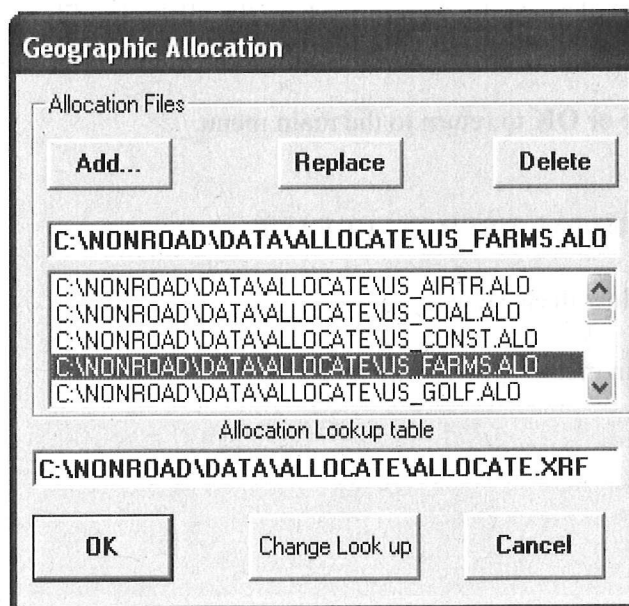 Geographic Allocation
Allocation Files
Add... Replace Delete
C:\NONROAD\DATA\ALLOCATE\US_FARMS.ALO
C:\NONROAD\DATA\ALLOCATE\US_AIRTR.ALO
C:\NONROAD\DATA\ALLOCATE\US_COAL.ALO
C:\NONROAD\DATA\ALLOCATE\US_CONST.ALO
C:\NONROAD\DATA\ALLOCATE\US_FARMS.ALO
C:\NONROAD\DATA\ALLOCATE\US_GOLF.ALO
Allocation Lookup table
C:\NONROAD\DATA\ALLOCATE\ALLOCATE.XRF
OK Change Look up Cancel